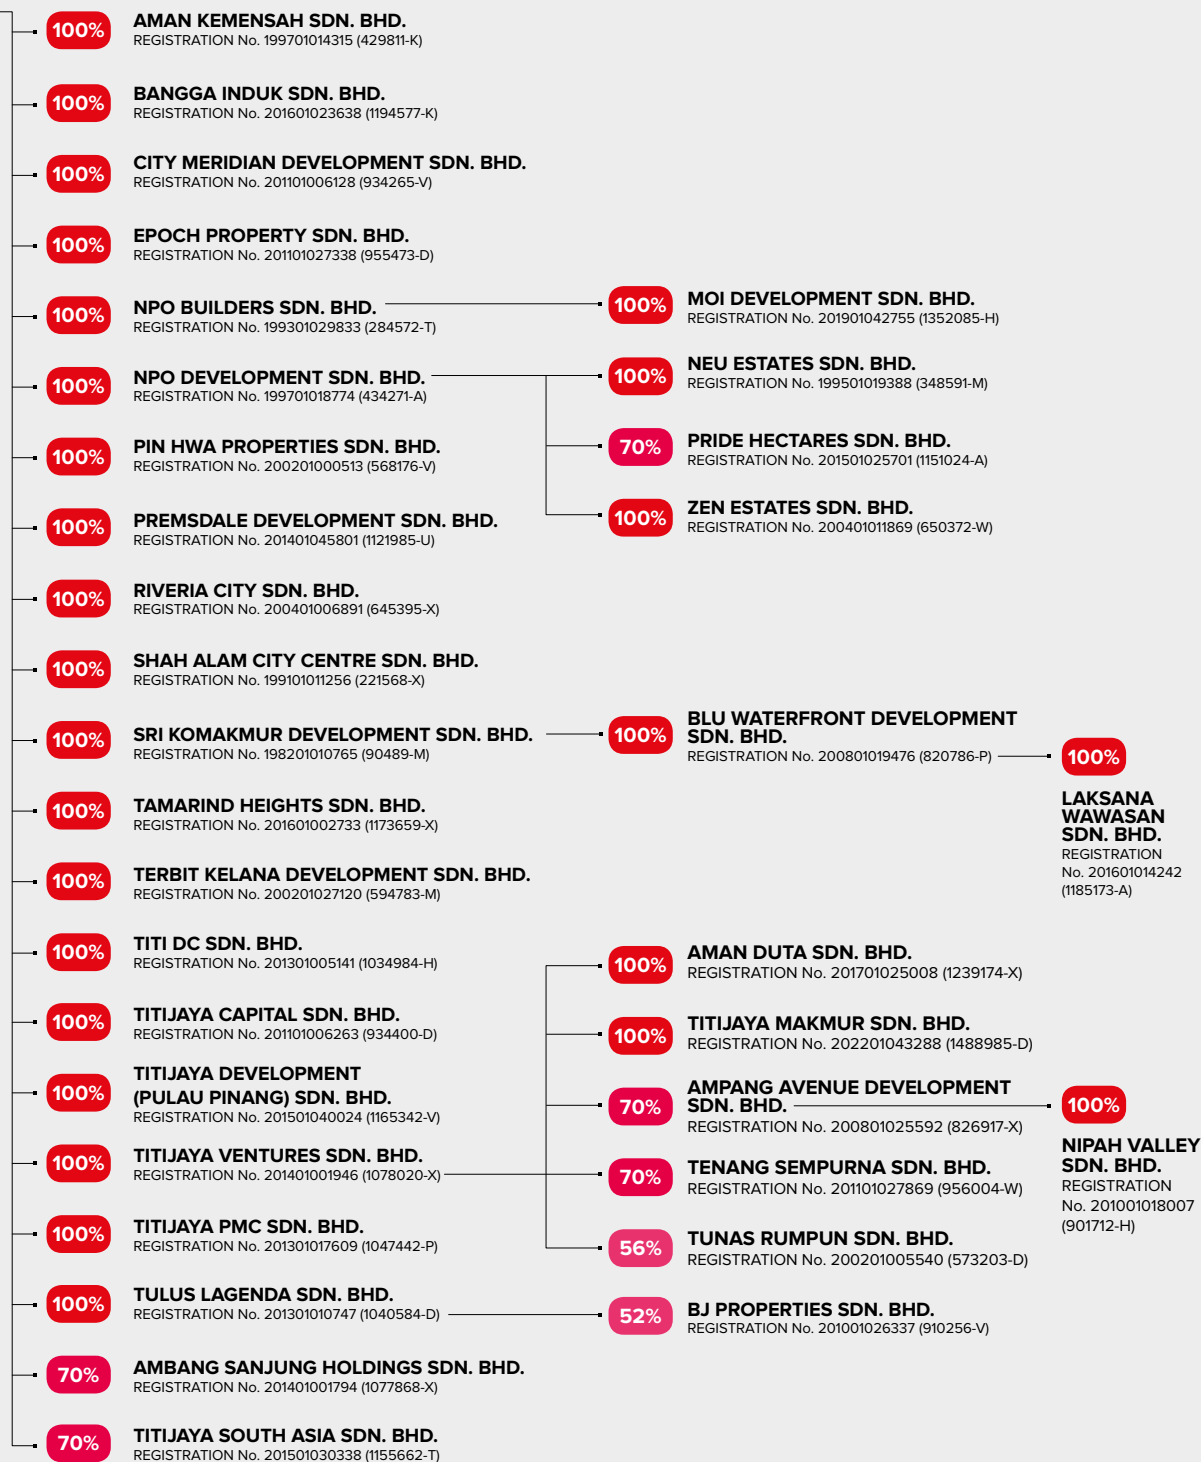 100%
AMAN KEMENSAH SDN. BHD.
REGISTRATION No. 199701014315 (429811-K)
100%
BANGGA INDUK SDN. BHD.
REGISTRATION No. 201601023638 (1194577-K)
100%
CITY MERIDIAN DEVELOPMENT SDN. BHD.
REGISTRATION No. 201101006128 (934265-V)
100%
EPOCH PROPERTY SDN. BHD.
REGISTRATION No. 201101027338 (955473-D)
100%
NPO BUILDERS SDN. BHD.
REGISTRATION No. 199301029833 (284572-T)
100%
MOI DEVELOPMENT SDN. BHD.
REGISTRATION No. 201901042755 (1352085-H)
100%
NPO DEVELOPMENT SDN. BHD.
REGISTRATION No. 199701018774 (434271-A)
100%
NEU ESTATES SDN. BHD.
REGISTRATION No. 199501019388 (348591-M)
70%
PRIDE HECTARES SDN. BHD.
REGISTRATION No. 201501025701 (1151024-A)
100%
ZEN ESTATES SDN. BHD.
REGISTRATION No. 200401011869 (650372-W)
100%
PIN HWA PROPERTIES SDN. BHD.
REGISTRATION No. 200201000513 (568176-V)
100%
PREMSDALE DEVELOPMENT SDN. BHD.
REGISTRATION No. 201401045801 (1121985-U)
100%
RIVERIA CITY SDN. BHD.
REGISTRATION No. 200401006891 (645395-X)
100%
SHAH ALAM CITY CENTRE SDN. BHD.
REGISTRATION No. 199101011256 (221568-X)
100%
SRI KOMAKMUR DEVELOPMENT SDN. BHD.
REGISTRATION No. 198201010765 (90489-M)
100%
BLU WATERFRONT DEVELOPMENT
SDN. BHD.
REGISTRATION No. 200801019476 (820786-P)
100%
LAKSANA
WAWASAN
SDN. BHD.
REGISTRATION
No. 201601014242
(1185173-A)
100%
TAMARIND HEIGHTS SDN. BHD.
REGISTRATION No. 201601002733 (1173659-X)
100%
TERBIT KELANA DEVELOPMENT SDN. BHD.
REGISTRATION No. 200201027120 (594783-M)
100%
TITI DC SDN. BHD.
REGISTRATION No. 201301005141 (1034984-H)
100%
TITIJAYA CAPITAL SDN. BHD.
REGISTRATION No. 201101006263 (934400-D)
100%
TITIJAYA DEVELOPMENT
(PULAU PINANG) SDN. BHD.
REGISTRATION No. 201501040024 (1165342-V)
100%
TITIJAYA VENTURES SDN. BHD.
REGISTRATION No. 201401001946 (1078020-X)
100%
AMAN DUTA SDN. BHD.
REGISTRATION No. 201701025008 (1239174-X)
100%
TITIJAYA MAKMUR SDN. BHD.
REGISTRATION No. 202201043288 (1488985-D)
70%
AMPANG AVENUE DEVELOPMENT
SDN. BHD.
REGISTRATION No. 200801025592 (826917-X)
100%
NIPAH VALLEY
SDN. BHD.
REGISTRATION
No. 201001018007
(901712-H)
70%
TENANG SEMPURNA SDN. BHD.
REGISTRATION No. 201101027869 (956004-W)
56%
TUNAS RUMPUN SDN. BHD.
REGISTRATION No. 200201005540 (573203-D)
100%
TITIJAYA PMC SDN. BHD.
REGISTRATION No. 201301017609 (1047442-P)
100%
TULUS LAGENDA SDN. BHD.
REGISTRATION No. 201301010747 (1040584-D)
52%
BJ PROPERTIES SDN. BHD.
REGISTRATION No. 201001026337 (910256-V)
70%
AMBANG SANJUNG HOLDINGS SDN. BHD.
REGISTRATION No. 201401001794 (1077868-X)
70%
TITIJAYA SOUTH ASIA SDN. BHD.
REGISTRATION No. 201501030338 (1155662-T)